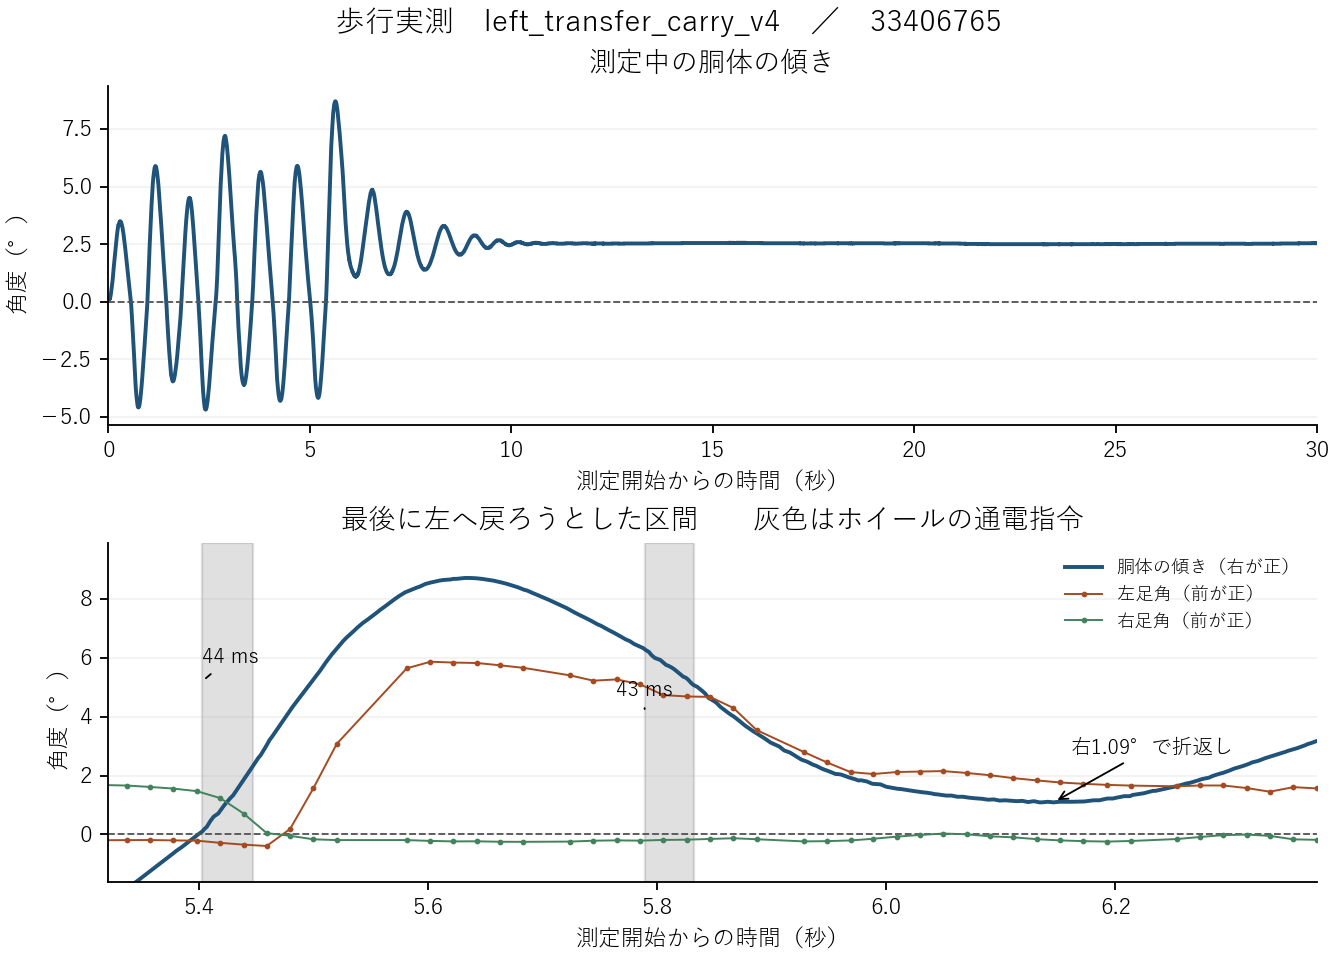 歩行実測 left_transfer_carry_v4 ／ 33406765
測定中の胴体の傾き
角度（°）
7.5
5.0
2.5
0.0
−2.5
−5.0
0 5 10 15 20 25 30
測定開始からの時間（秒）
最後に左へ戻ろうとした区間 灰色はホイールの通電指令
角度（°）
8
6
4
2
0
胴体の傾き（右が正）
左足角（前が正）
右足角（前が正）
44 ms
43 ms
右1.09°で折返し
5.4 5.6 5.8 6.0 6.2
測定開始からの時間（秒）